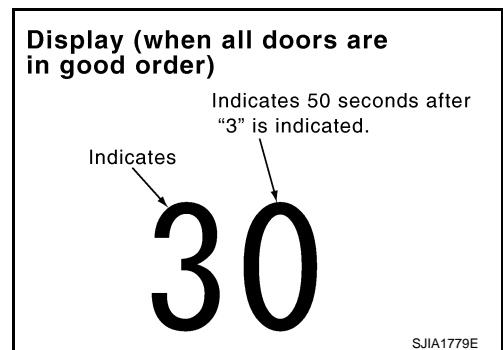 Display (when all doors are
in good order)
Indicates 50 seconds after
“3” is indicated.
Indicates
30
SJIA1779E